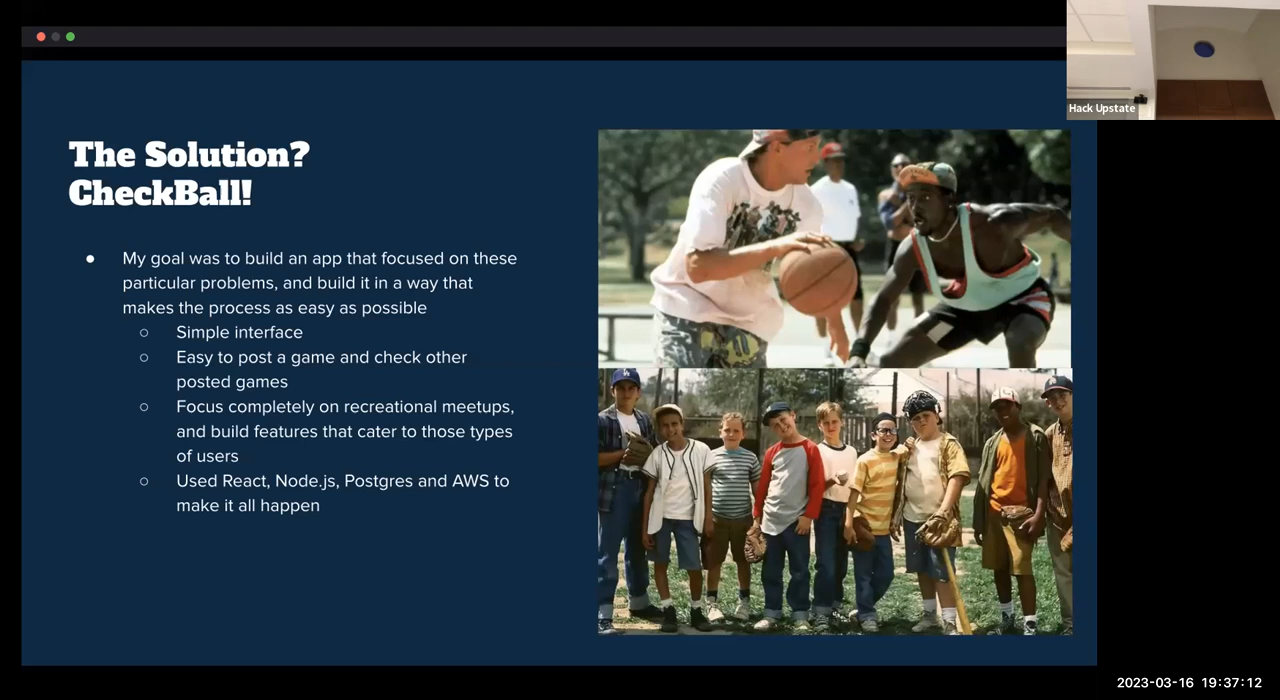 Hack Upstate
The Solution?
CheckBall!
● My goal was to build an app that focused on these
particular problems, and build it in a way that
makes the process as easy as possible
○ Simple interface
○ Easy to post a game and check other
posted games
○ Focus completely on recreational meetups,
and build features that cater to those types
of users
○ Used React, Node.js, Postgres and AWS to
make it all happen
2023-03-16 19:37:12